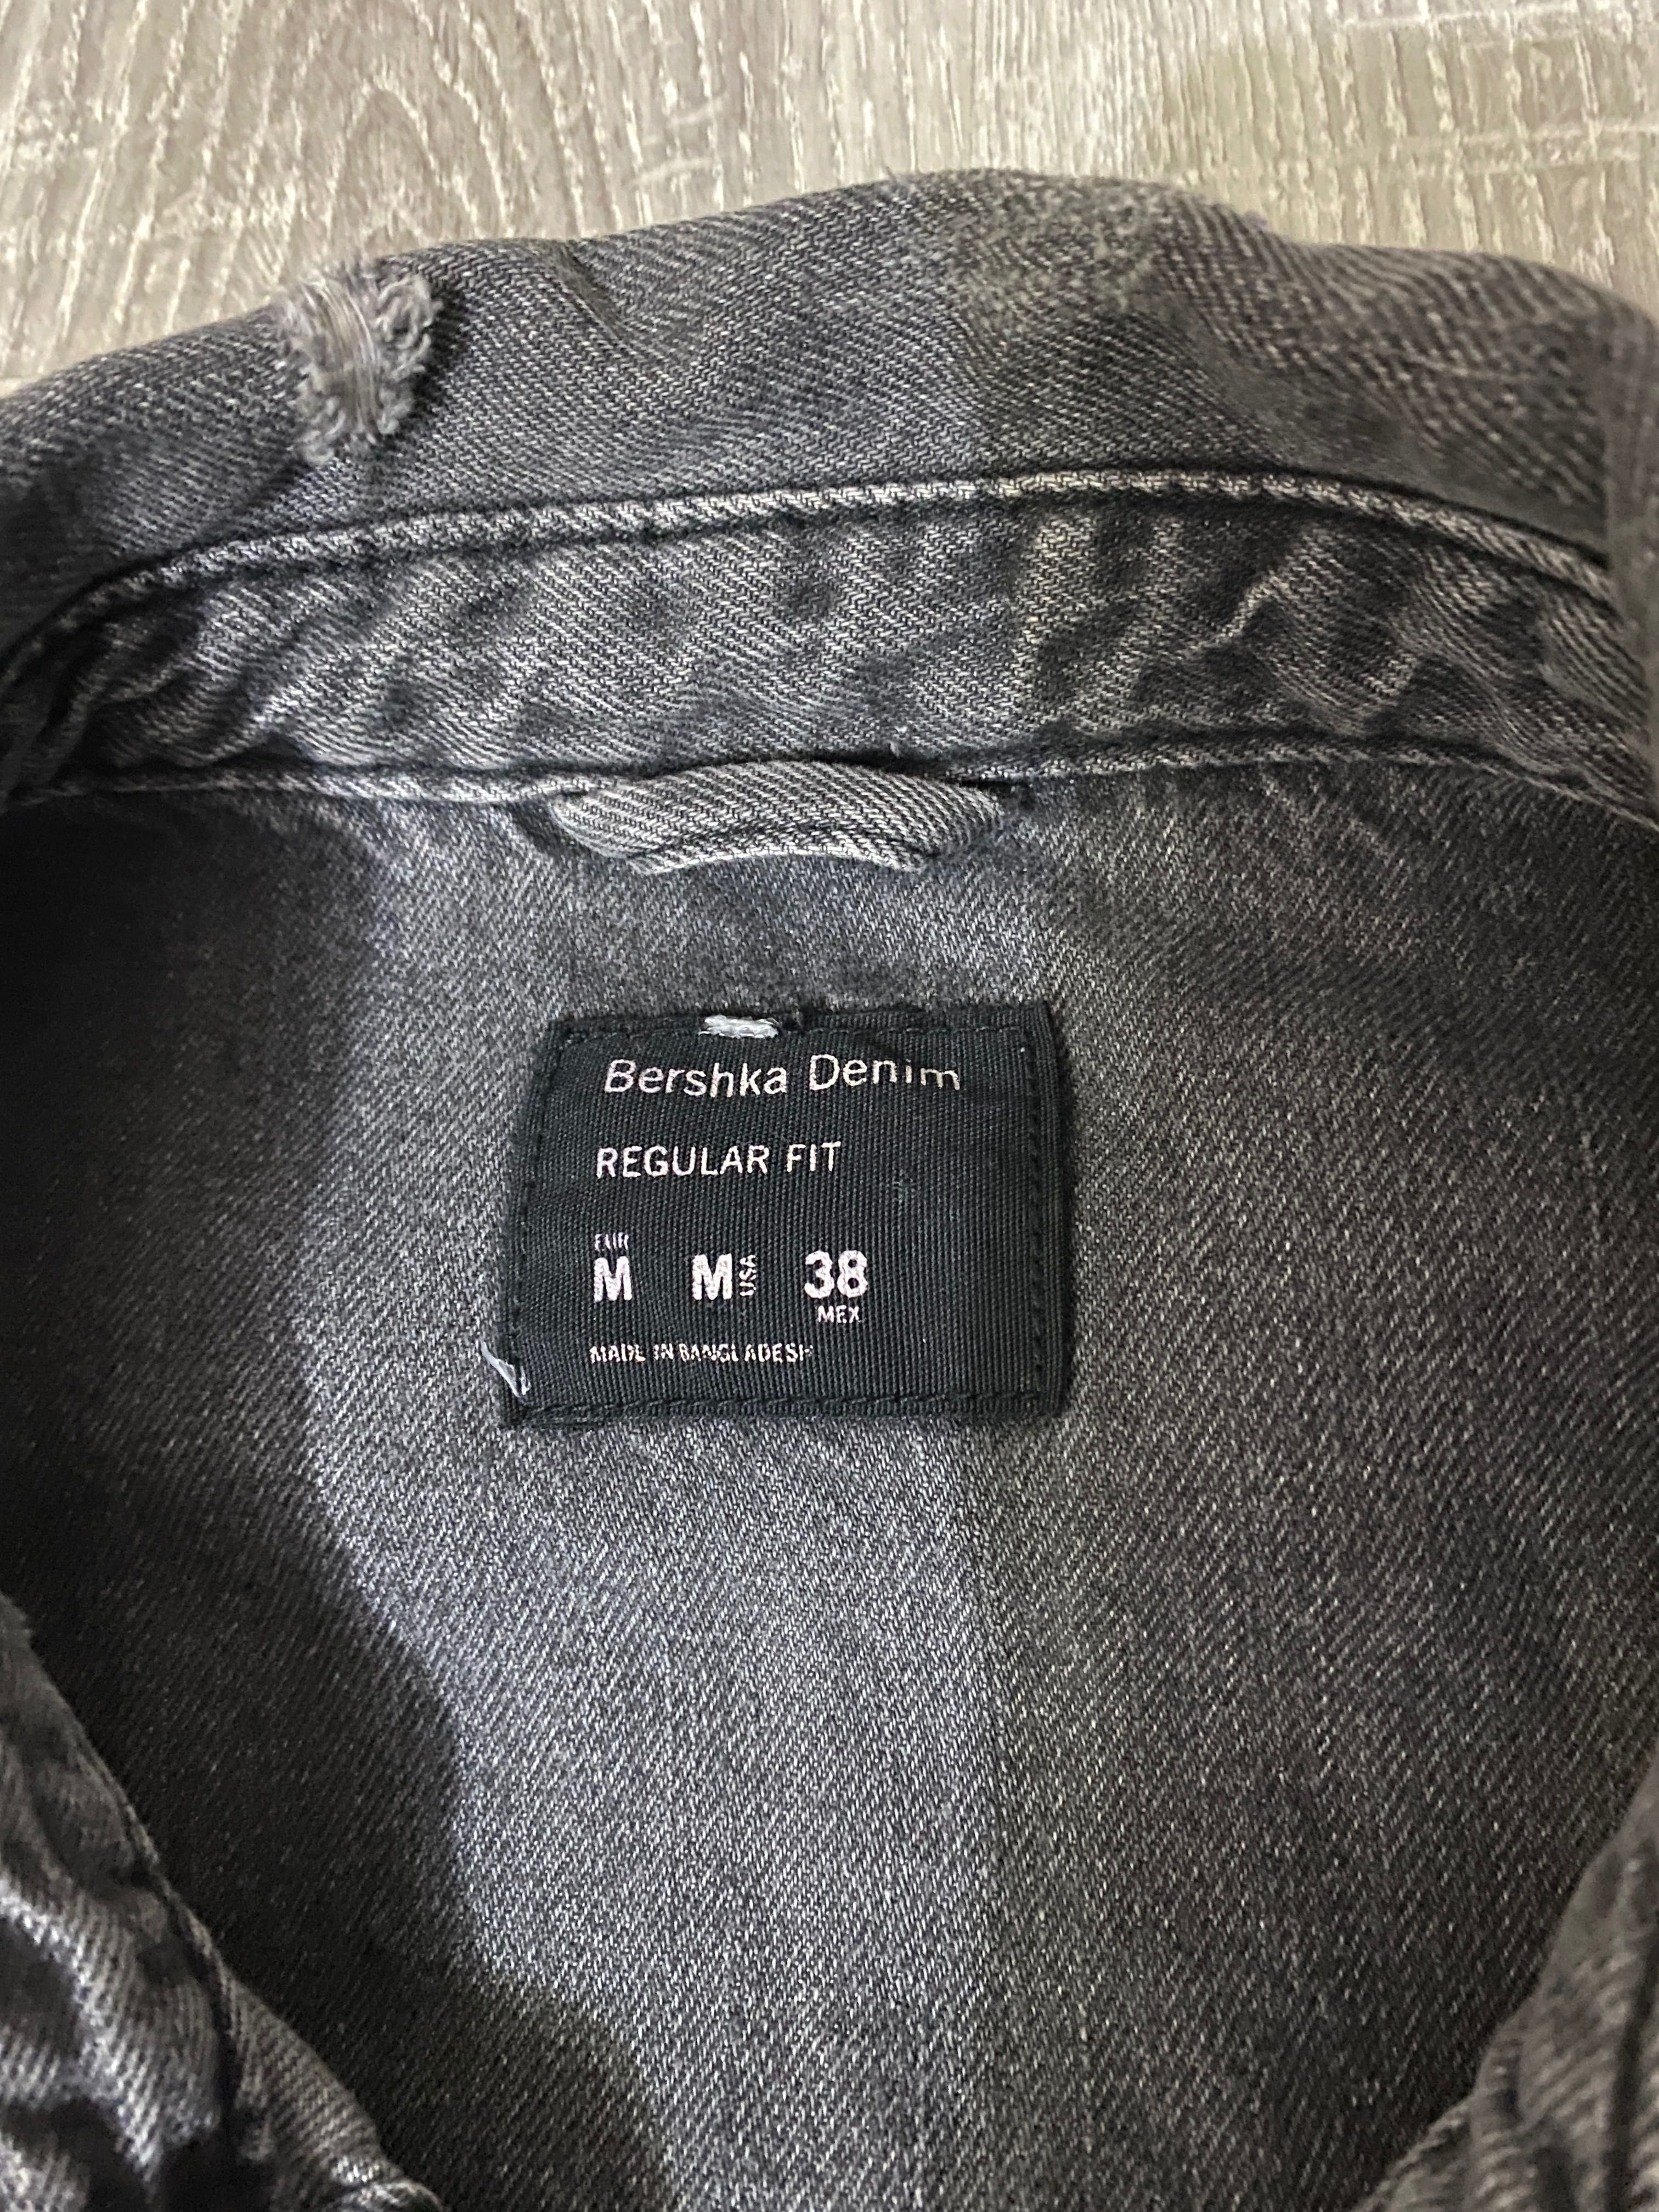 Bershka Denim
REGULAR FIT
EUR
M M USA 38
MEX
MADE IN BANGLADESH